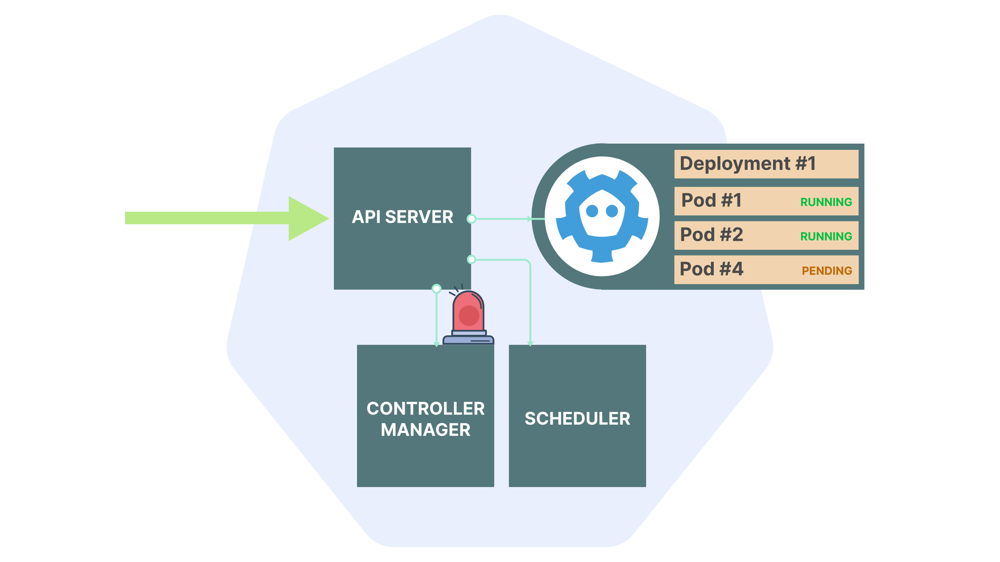 API SERVER
Deployment #1
Pod #1 RUNNING
Pod #2 RUNNING
Pod #4 PENDING
CONTROLLER
MANAGER
SCHEDULER